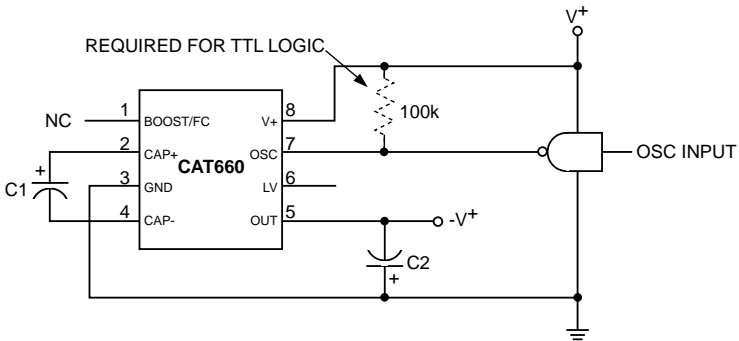 V+
REQUIRED FOR TTL LOGIC
NC
1
BOOST/FC
V+
8
100k
2
CAP+
OSC
7
CAT660
OSC INPUT
+
C1
3
GND
LV
6
4
CAP-
OUT
5
-V+
C2
+